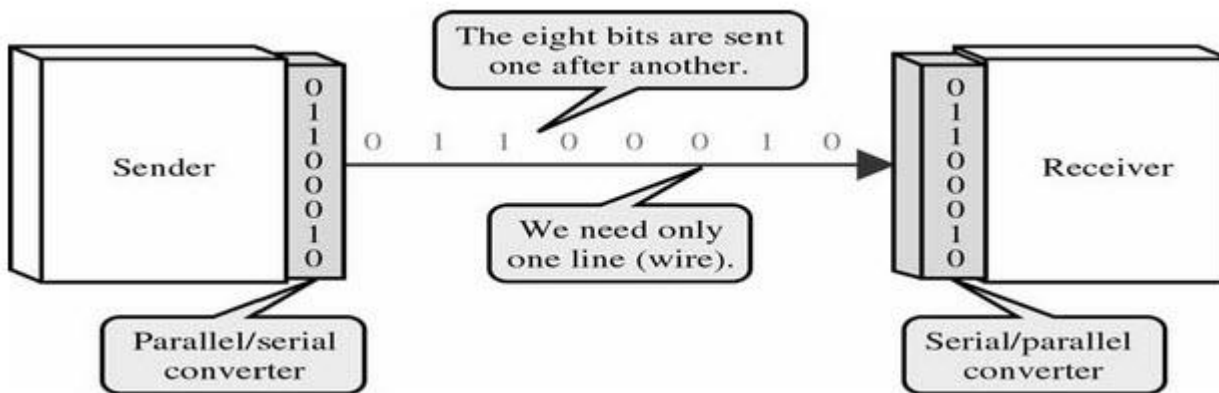 The eight bits are sent
one after another.
0
1
1
0
0
0
1
0
0 1 1 0 0 0 1 0
0
1
1
0
0
0
1
0
Sender
Receiver
We need only
one line (wire).
Parallel/serial
converter
Serial/parallel
converter